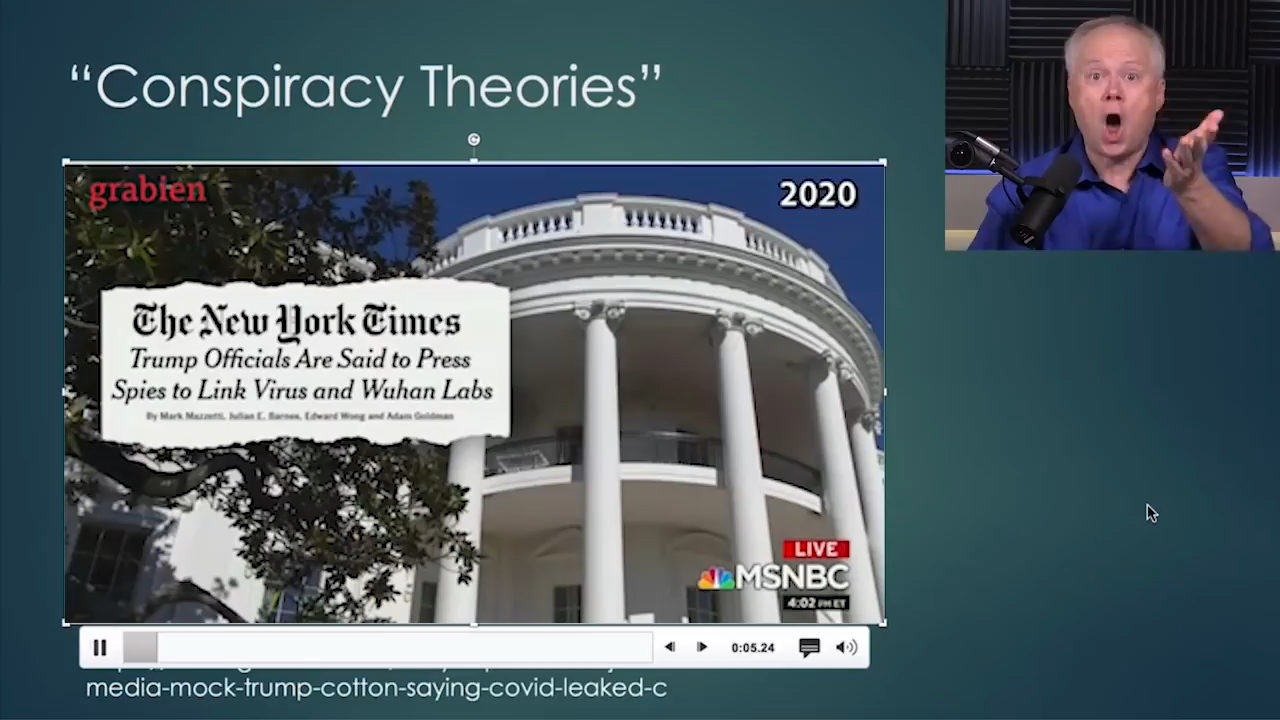 “Conspiracy Theories”
grabien
2020
The New York Times
Trump Officials Are Said to Press
Spies to Link Virus and Wuhan Labs
By Mark Mazzetti, Julian E. Barnes, Edward Wong and Adam Goldman
LIVE
MSNBC
4:02 PM ET
0:05.24
media-mock-trump-cotton-saying-covid-leaked-c